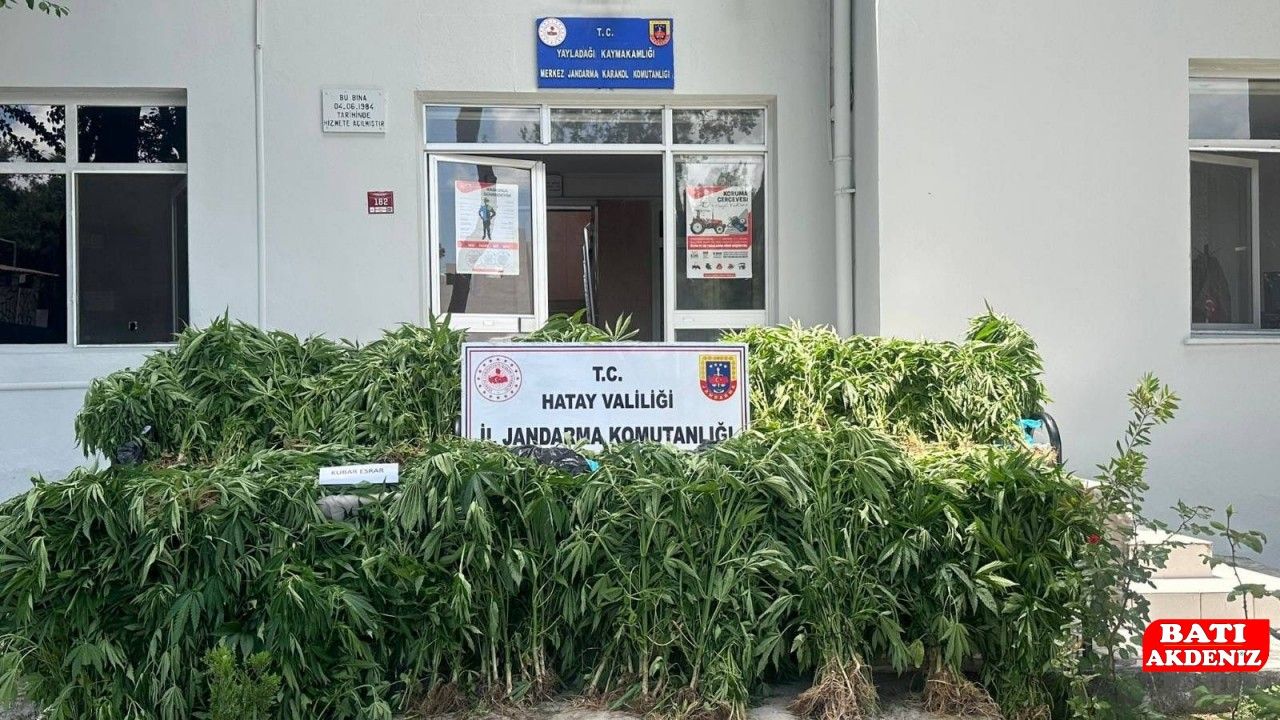 T.C.
YAYLADAĞI KAYMAKAMLIĞI
MERKEZ JANDARMA KARAKOL KOMUTANLIĞI
BU BİNA
04.06.1984
TARİHİNDE
HİZMETE AÇILMIŞTIR
182
KORUMA
ÇERÇEVESİ
T.C.
HATAY VALİLİĞİ
İL JANDARMA KOMUTANLIĞI
KUBAR ESRAR
BATI
AKDENİZ